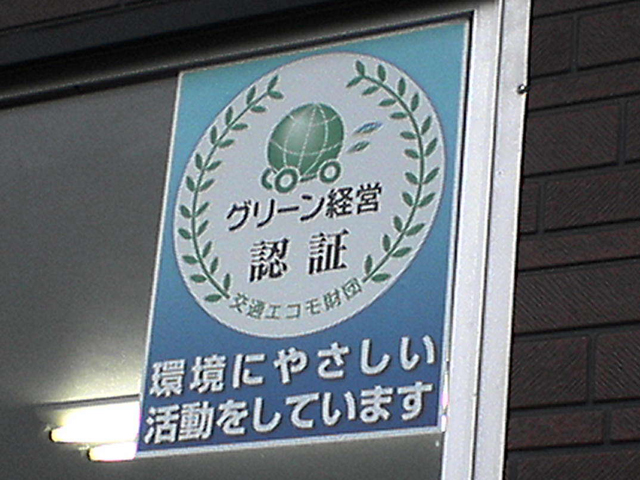 グリーン経営
認証
交通エコモ財団
環境にやさしい
活動をしています